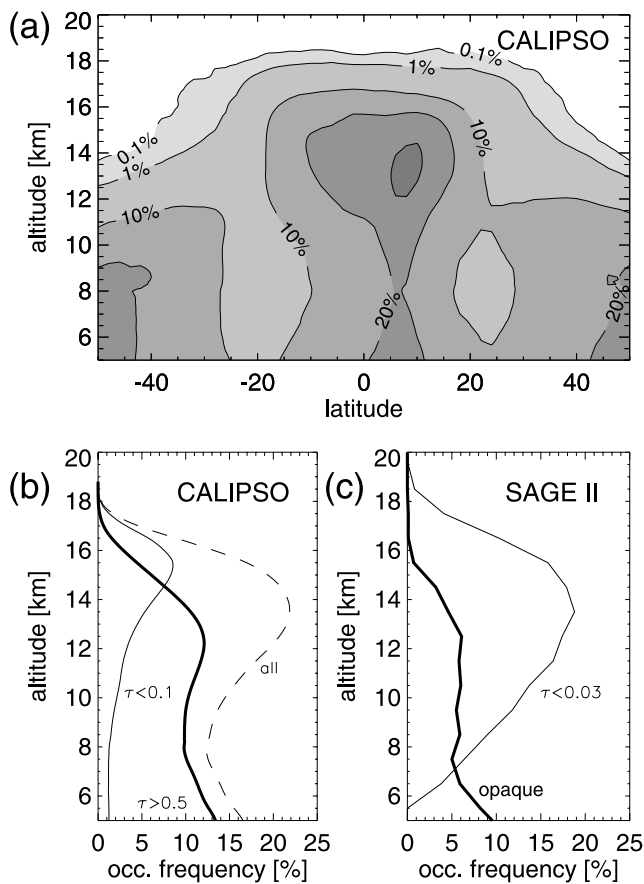 (a)
CALIPSO
20
18
16
14
12
10
8
6
altitude [km]
0.1%
0.1%
1%
1%
10%
10%
10%
20%
20%
-40 -20 0 20 40
latitude
(b)
CALIPSO
20
18
16
14
12
10
8
6
altitude [km]
all
τ<0.1
τ>0.5
0 5 10 15 20 25
occ. frequency [%]
(c)
SAGE II
20
18
16
14
12
10
8
6
altitude [km]
τ<0.03
opaque
0 5 10 15 20 25
occ. frequency [%]